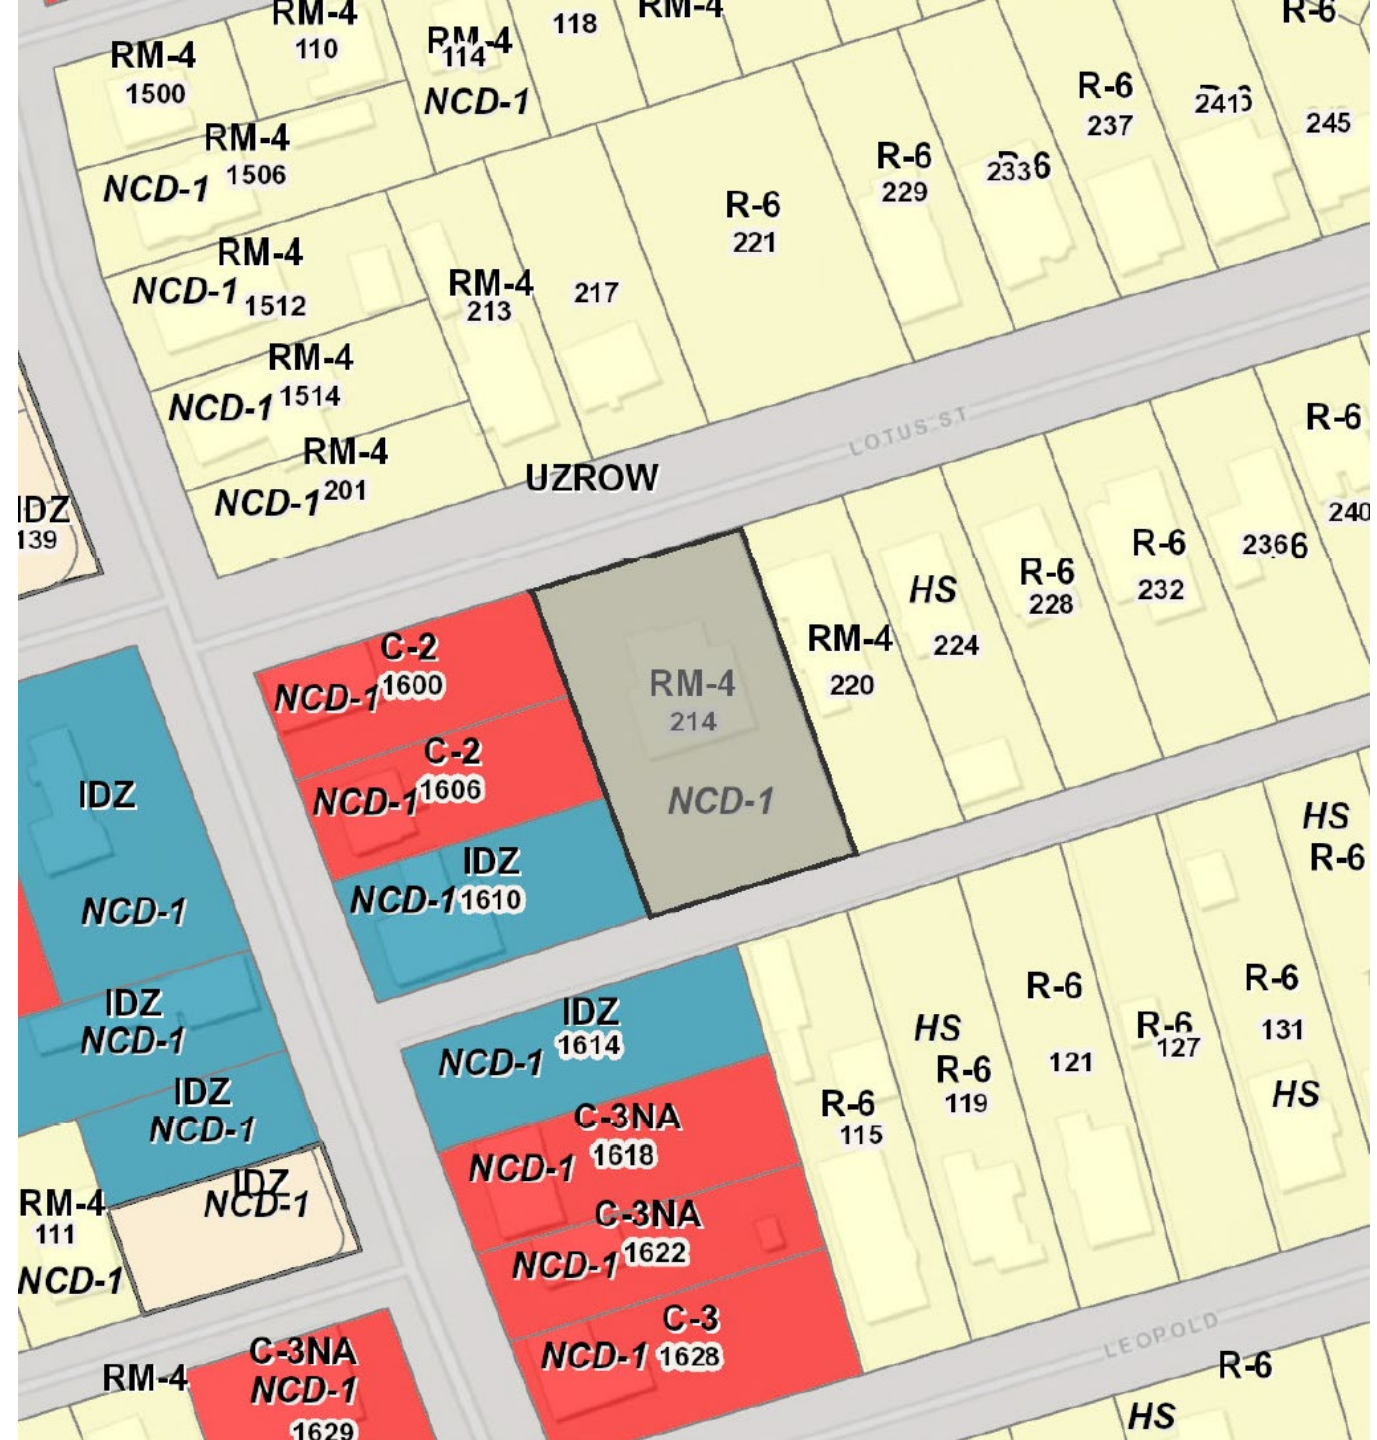 RM-4
110
118
RM-4
R-6
RM-4
1500
RM-4
114
NCD-1
R-6
237
241
245
RM-4
1506
NCD-1
R-6
229
233
R-6
221
RM-4
NCD-1
1512
RM-4
213
217
RM-4
NCD-1
1514
RM-4
NCD-1
201
UZROW
LOTUS ST
R-6
240
IDZ
139
R-6
232
236
R-6
228
HS
224
RM-4
220
C-2
NCD-1
1600
RM-4
214
NCD-1
C-2
NCD-1
1606
IDZ
NCD-1
IDZ
NCD-1
1610
HS
R-6
IDZ
NCD-1
IDZ
NCD-1
1614
HS
R-6
119
R-6
121
R-6
127
R-6
131
HS
IDZ
NCD-1
C-3NA
NCD-1
1618
R-6
115
IDZ
NCD-1
RM-4
111
NCD-1
C-3NA
NCD-1
1622
C-3
NCD-1
1628
LEOPOLD
RM-4
C-3NA
NCD-1
1629
R-6
HS